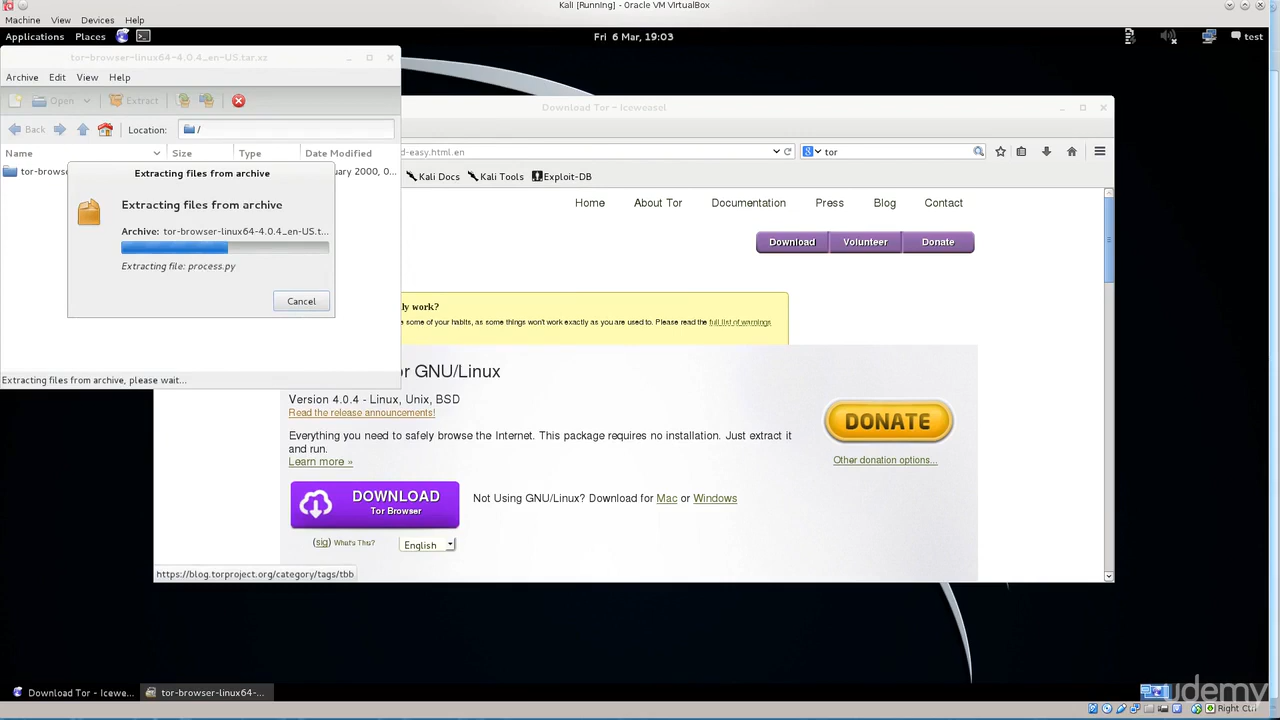 Kali [Running] - Oracle VM VirtualBox
Machine View Devices Help
Applications Places Fri 6 Mar, 19:03 test
tor-browser-linux64-4.0.4_en-US.tar.xz
Archive Edit View Help
Open Extract
Back Location: /
Name Size Type Date Modified
tor-brows uary 2000, 0...
Extracting files from archive
Extracting files from archive
Archive: tor-browser-linux64-4.0.4_en-US.t...
Extracting file: process.py
Cancel
Extracting files from archive, please wait...
Download Tor - Iceweasel
d-easy.html.en tor
Kali Docs Kali Tools Exploit-DB
Home About Tor Documentation Press Blog Contact
Download Volunteer Donate
ly work?
e some of your habits, as some things won't work exactly as you are used to. Please read the full list of warnings
or GNU/Linux
Version 4.0.4 - Linux, Unix, BSD
Read the release announcements!
Everything you need to safely browse the Internet. This package requires no installation. Just extract it
and run.
Learn more »
DONATE
Other donation options...
DOWNLOAD
Tor Browser
Not Using GNU/Linux? Download for Mac or Windows
(sig) What's This? English
https://blog.torproject.org/category/tags/tbb
Download Tor - Icewe... tor-browser-linux64-...
udemy
Right Ctrl